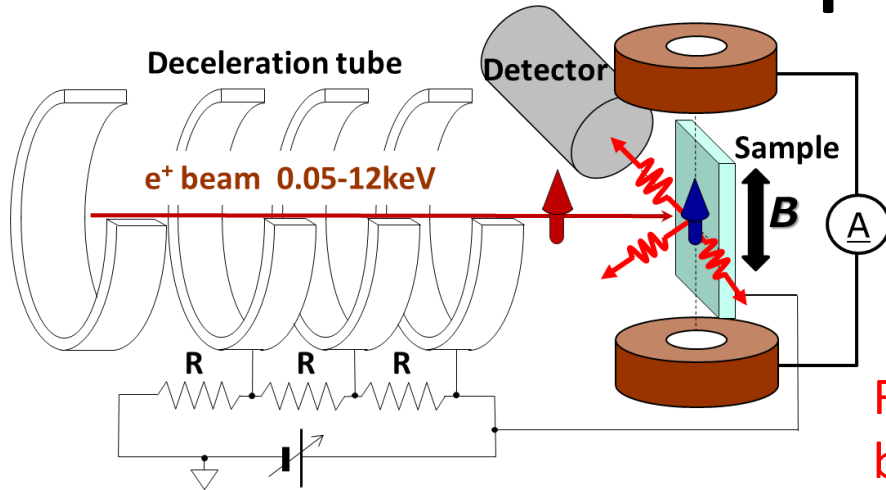 Deceleration tube
Detector
e⁺ beam 0.05-12keV
Sample
B
A
R R R